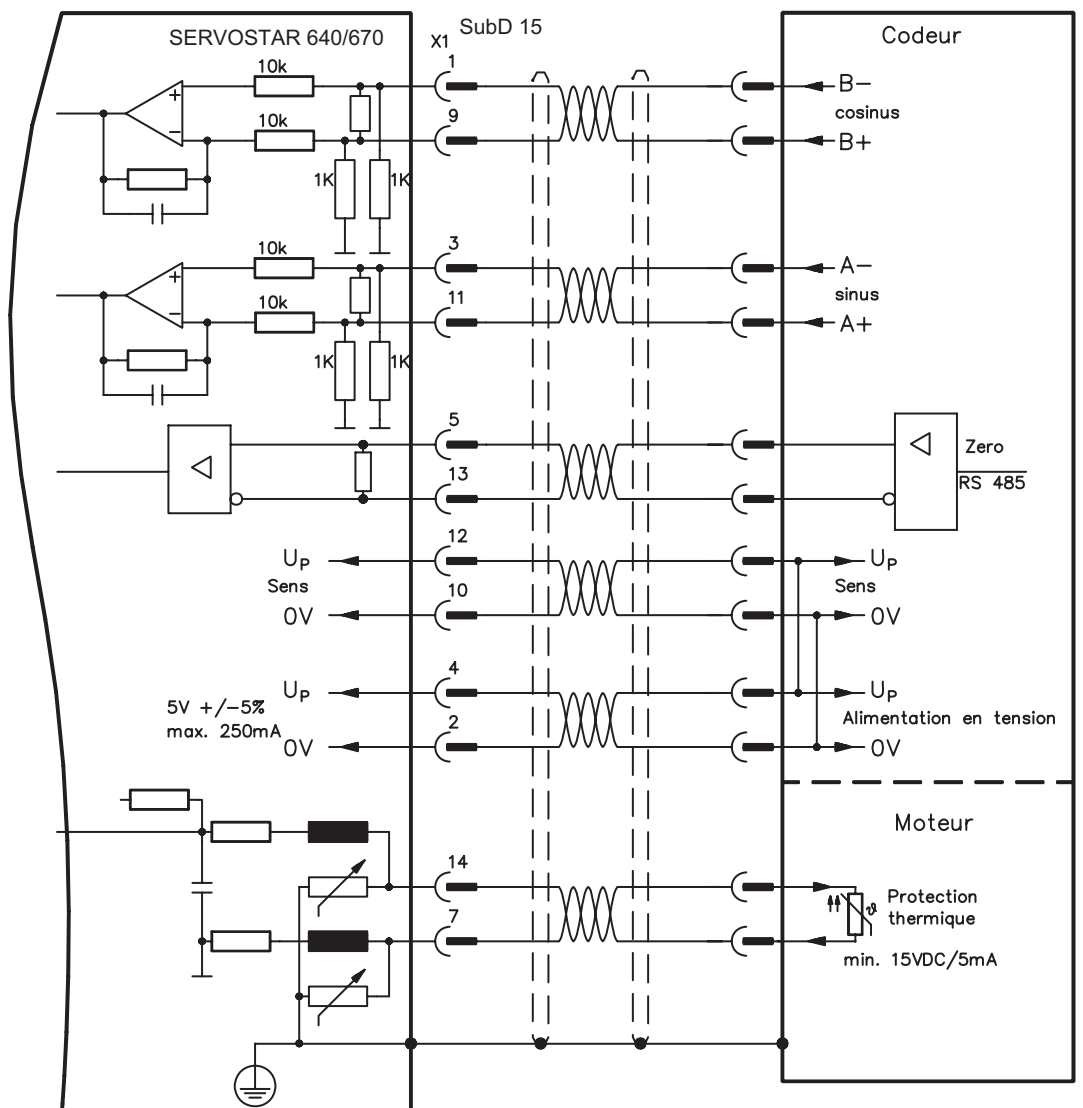 SERVOSTAR 640/670
X1
SubD 15
Codeur
10k
1
B-
cosinus
+
10k
9
B+
-
1K
1K
10k
3
A-
sinus
+
10k
11
A+
-
1K
1K
5
Zero
13
RS 485
UP
12
UP
Sens
Sens
0V
10
0V
UP
4
UP
5V +/-5%
max. 250mA
Alimentation en tension
0V
2
0V
Moteur
14
Protection
thermique
ϑ
7
min. 15VDC/5mA